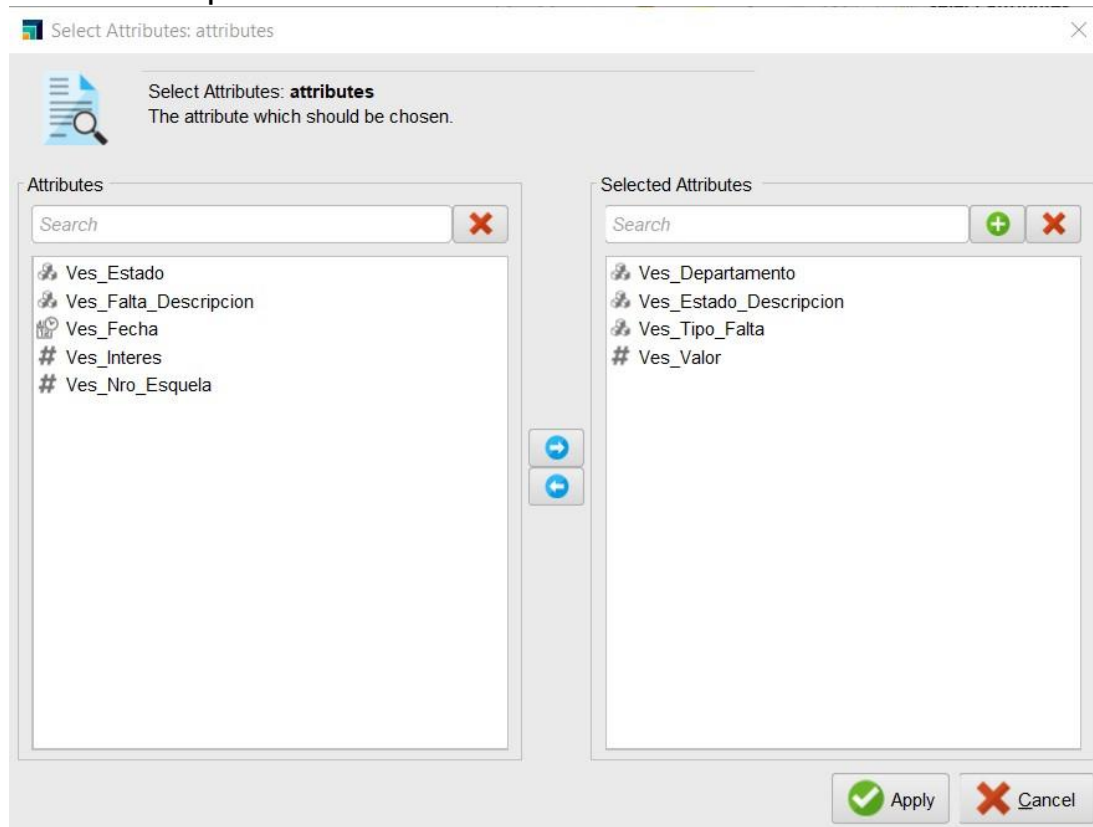 Select Attributes: attributes
Select Attributes: attributes
The attribute which should be chosen.
Attributes
Search
Ves_Estado
Ves_Falta_Descripcion
Ves_Fecha
Ves_Interes
Ves_Nro_Esquela
Selected Attributes
Search
Ves_Departamento
Ves_Estado_Descripcion
Ves_Tipo_Falta
Ves_Valor
Apply
Cancel